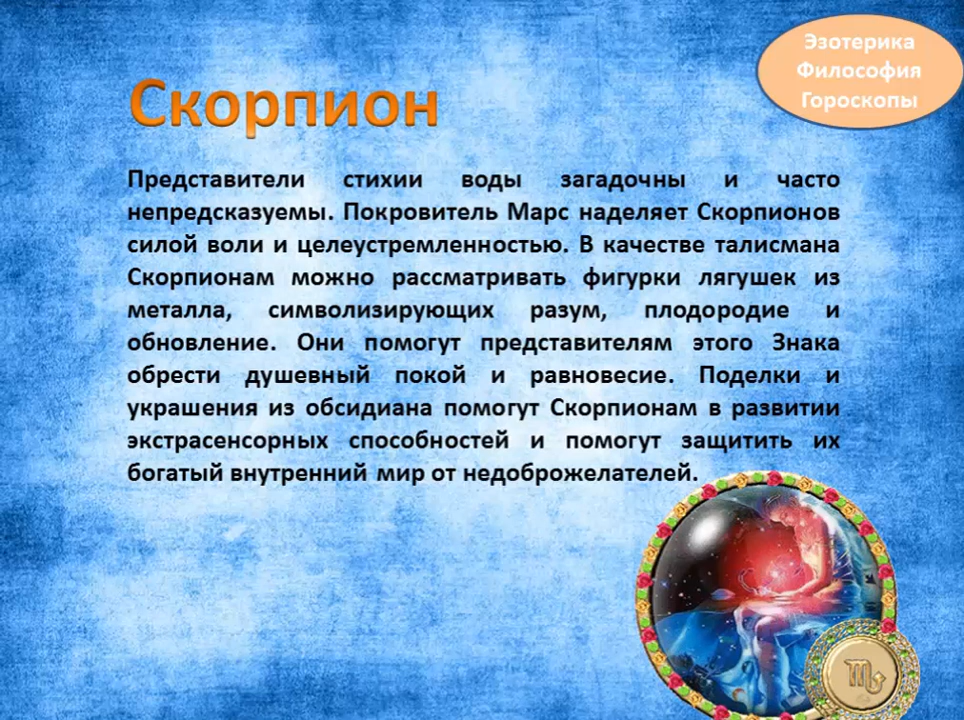 Эзотерика
Философия
Гороскопы
Скорпион
Представители стихии воды загадочны и часто
непредсказуемы. Покровитель Марс наделяет Скорпионов
силой воли и целеустремленностью. В качестве талисмана
Скорпионам можно рассматривать фигурки лягушек из
металла, символизирующих разум, плодородие и
обновление. Они помогут представителям этого Знака
обрести душевный покой и равновесие. Поделки и
украшения из обсидиана помогут Скорпионам в развитии
экстрасенсорных способностей и помогут защитить их
богатый внутренний мир от недоброжелателей.